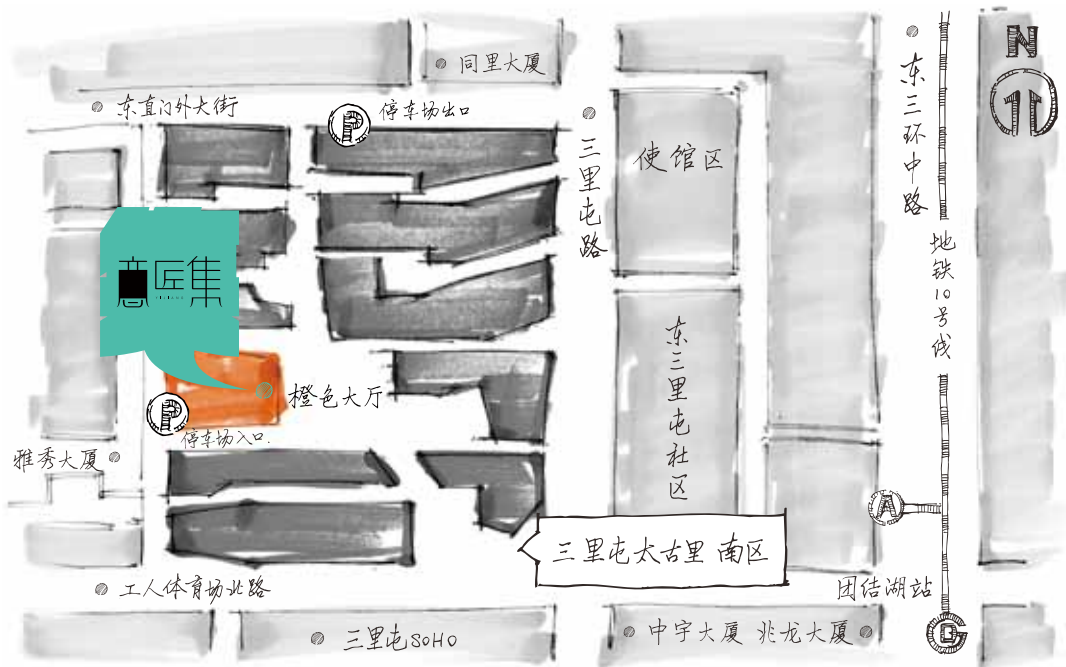 同里大厦
东直门外大街
P
停车场出口
N
东三环中路
三里屯路
使馆区
意匠集
地铁10号线
东三里屯社区
橙色大厅
P
停车场入口.
雅秀大厦
A
三里屯太古里 南区
工人体育场北路
团结湖站
三里屯SOHO
中宇大厦 兆龙大厦